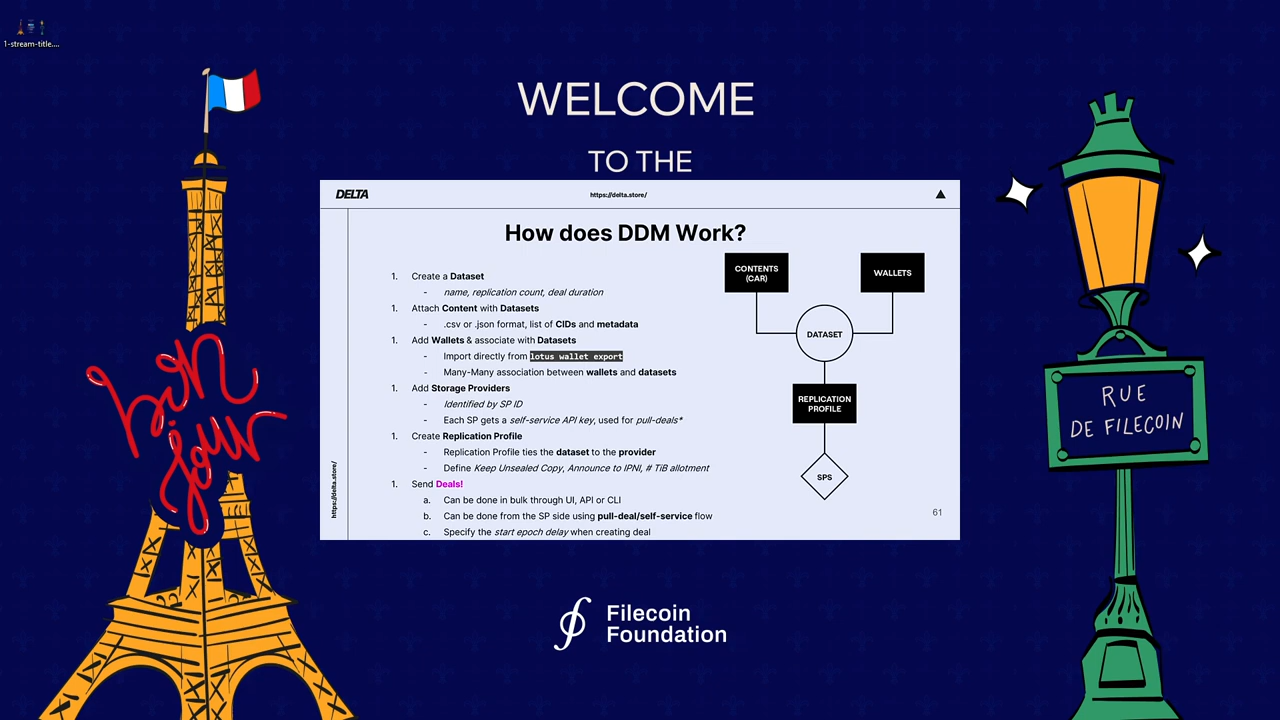 1-stream-title....
WELCOME
TO THE
DELTA
https://delta.store/
How does DDM Work?
1. Create a Dataset
- name, replication count, deal duration
1. Attach Content with Datasets
- .csv or .json format, list of CIDs and metadata
1. Add Wallets & associate with Datasets
- Import directly from lotus wallet export
- Many-Many association between wallets and datasets
1. Add Storage Providers
- Identified by SP ID
- Each SP gets a self-service API key, used for pull-deals*
1. Create Replication Profile
- Replication Profile ties the dataset to the provider
- Define Keep Unsealed Copy, Announce to IPNI, # TiB allotment
1. Send Deals!
a. Can be done in bulk through UI, API or CLI
b. Can be done from the SP side using pull-deal/self-service flow
c. Specify the start epoch delay when creating deal
CONTENTS
(CAR)
WALLETS
DATASET
REPLICATION
PROFILE
SPS
61
https://delta.store/
bon
jour
RUE
DE FILECOIN
Filecoin
Foundation